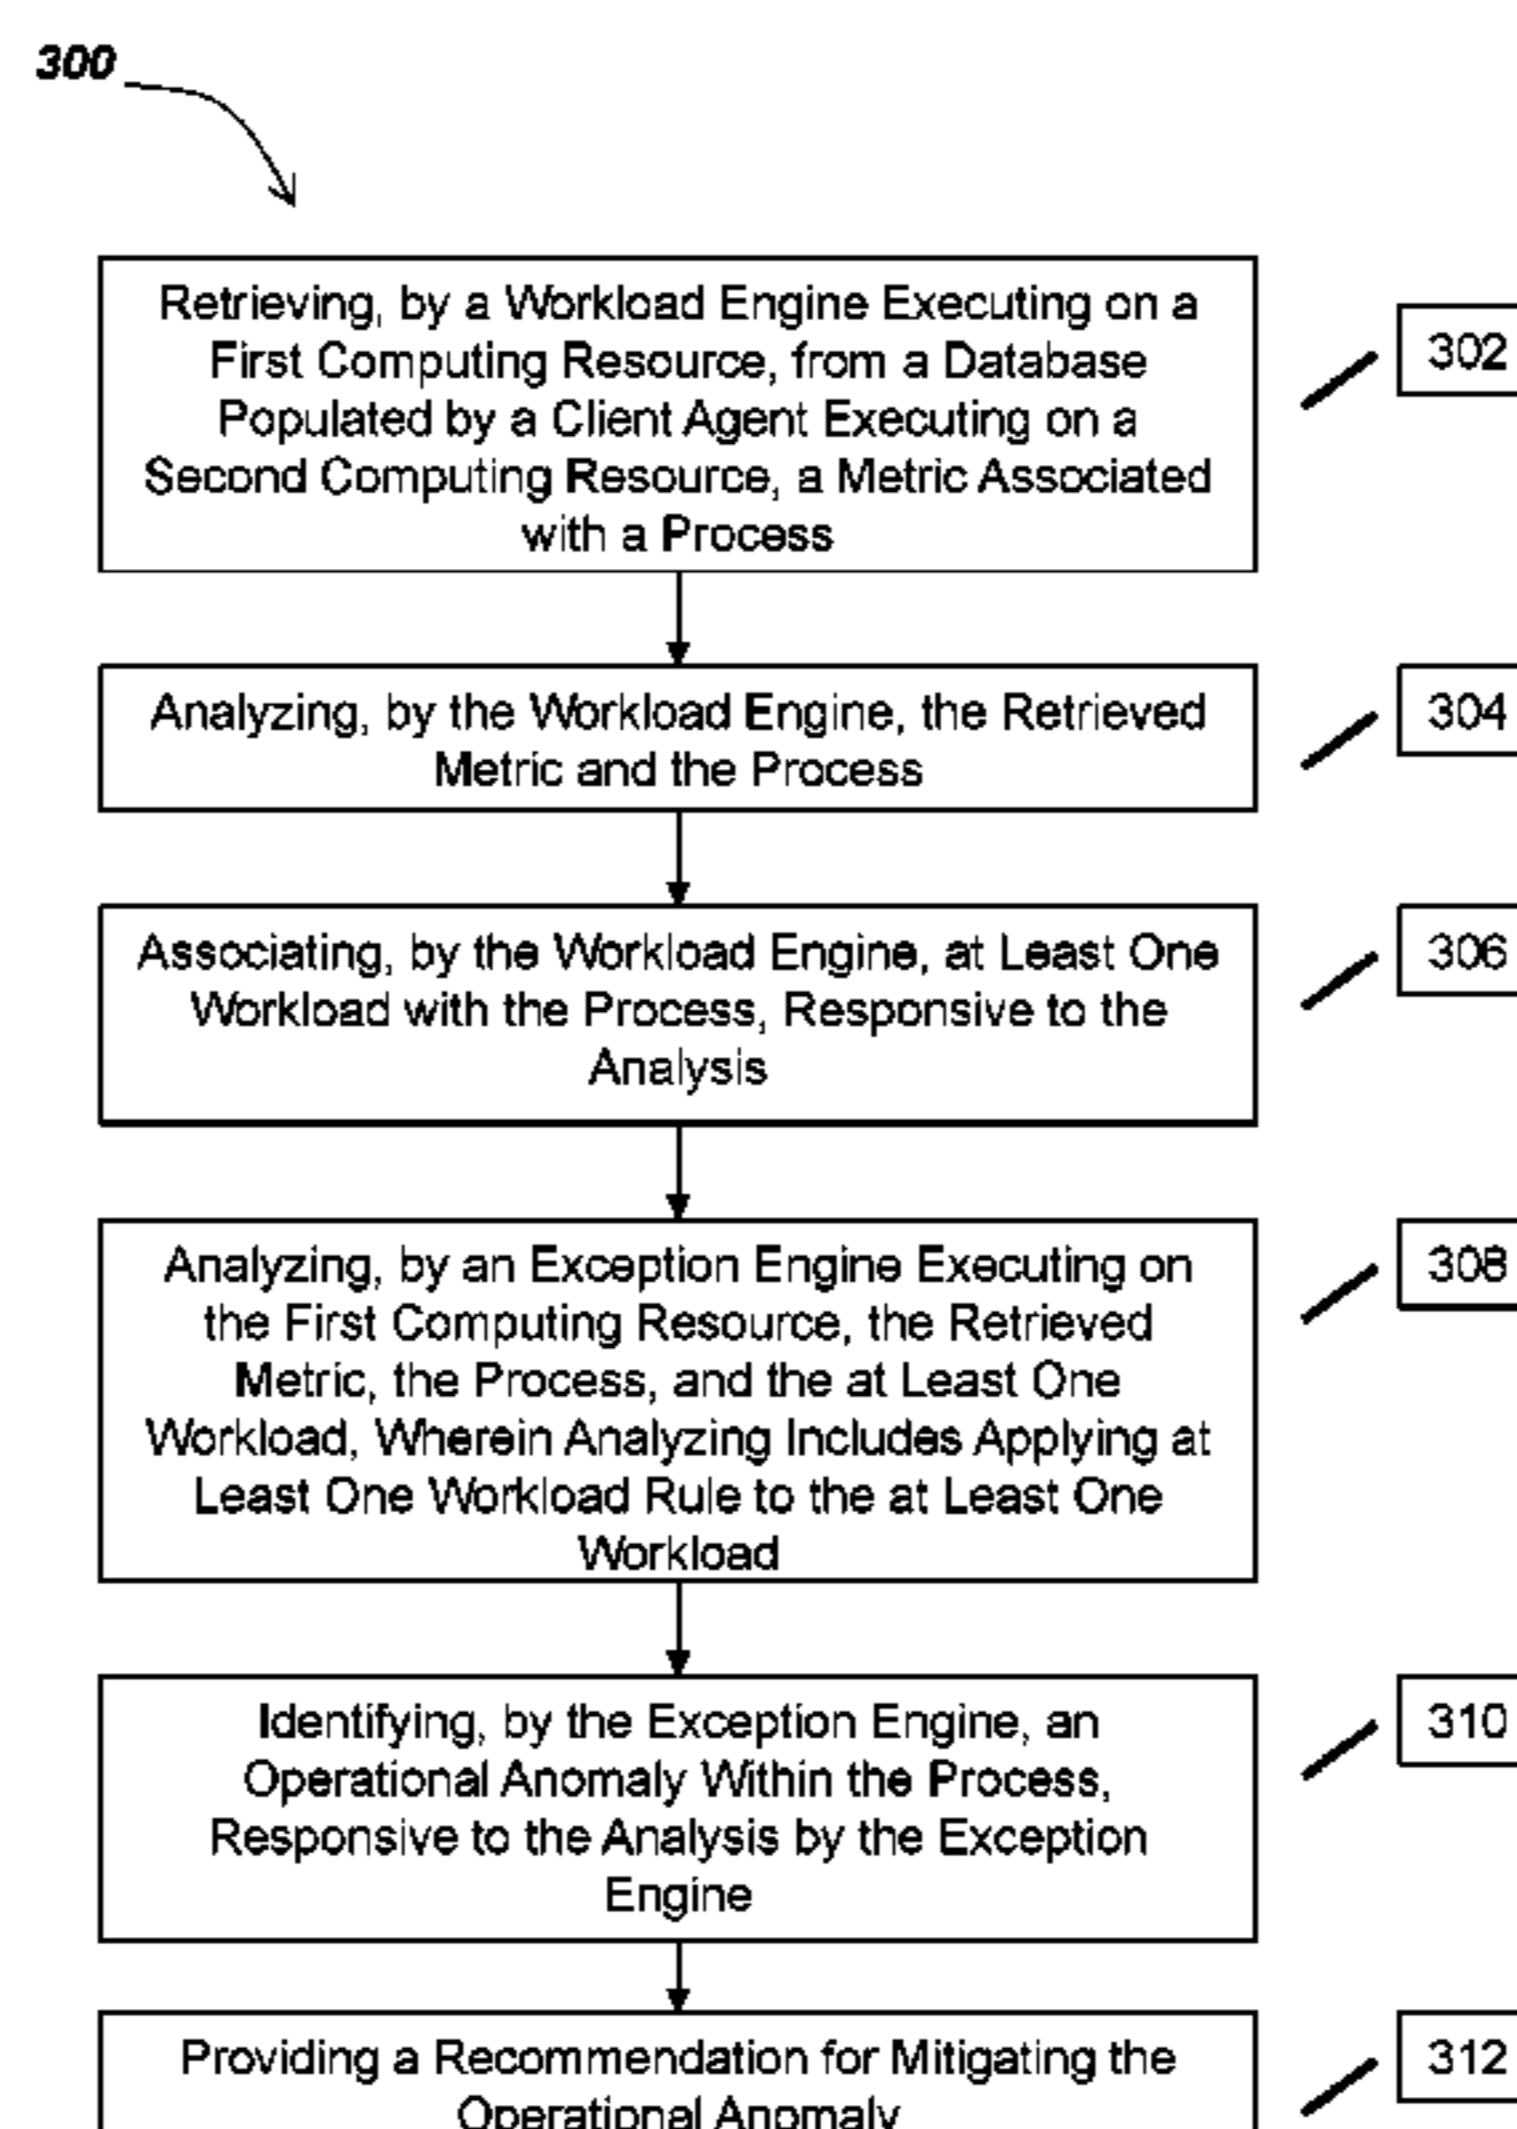 300
Retrieving, by a Workload Engine Executing on a
First Computing Resource, from a Database
Populated by a Client Agent Executing on a
Second Computing Resource, a Metric Associated
with a Process
302
Analyzing, by the Workload Engine, the Retrieved
Metric and the Process
304
Associating, by the Workload Engine, at Least One
Workload with the Process, Responsive to the
Analysis
306
Analyzing, by an Exception Engine Executing on
the First Computing Resource, the Retrieved
Metric, the Process, and the at Least One
Workload, Wherein Analyzing Includes Applying at
Least One Workload Rule to the at Least One
Workload
308
Identifying, by the Exception Engine, an
Operational Anomaly Within the Process,
Responsive to the Analysis by the Exception
Engine
310
Providing a Recommendation for Mitigating the
Operational Anomaly
312